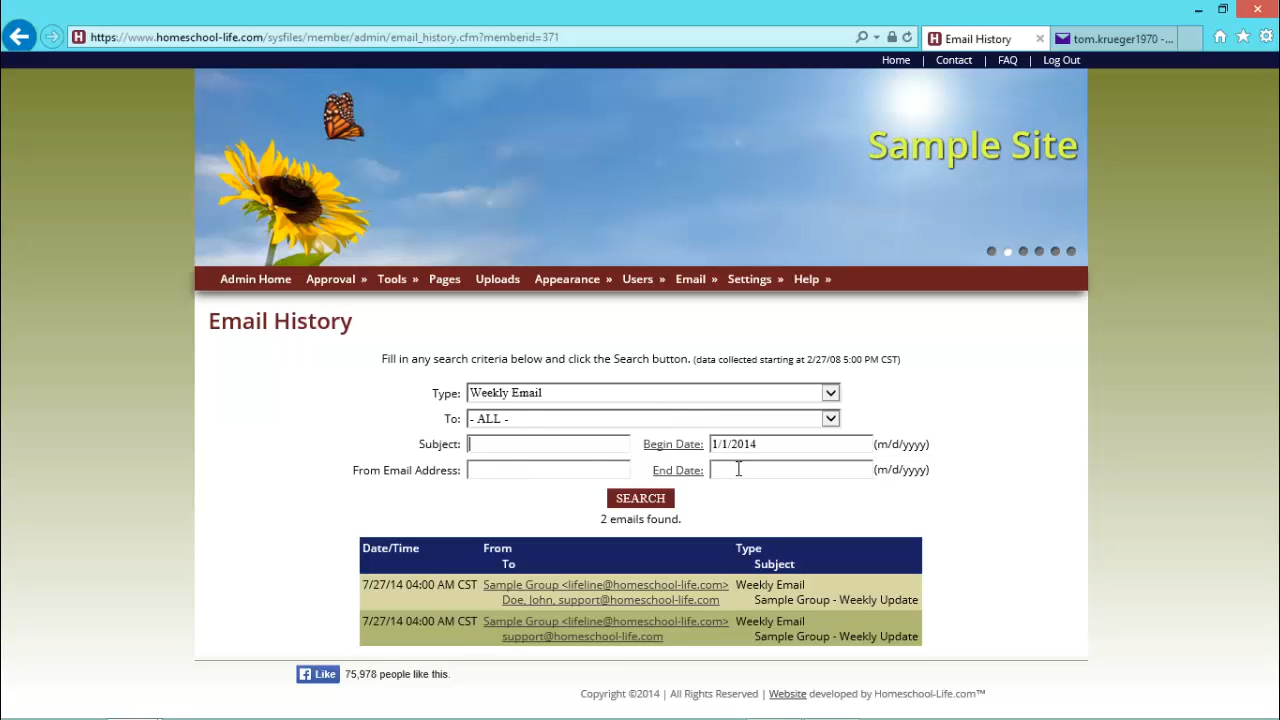 https://www.homeschool-life.com/sysfiles/member/admin/email_history.cfm?memberid=371
Email History
tom.krueger1970 -...
Home | Contact | FAQ | Log Out
Sample Site
Admin Home Approval » Tools » Pages Uploads Appearance » Users » Email » Settings » Help »
Email History
Fill in any search criteria below and click the Search button. (data collected starting at 2/27/08 5:00 PM CST)
Type: Weekly Email
To: - ALL -
Subject: Begin Date: 1/1/2014 (m/d/yyyy)
From Email Address: End Date: (m/d/yyyy)
SEARCH
2 emails found.
Date/Time From Type
To Subject
7/27/14 04:00 AM CST Sample Group <lifeline@homeschool-life.com> Weekly Email
Doe, John, support@homeschool-life.com Sample Group - Weekly Update
7/27/14 04:00 AM CST Sample Group <lifeline@homeschool-life.com> Weekly Email
support@homeschool-life.com Sample Group - Weekly Update
Like 75,978 people like this.
Copyright ©2014 | All Rights Reserved | Website developed by Homeschool-Life.com™